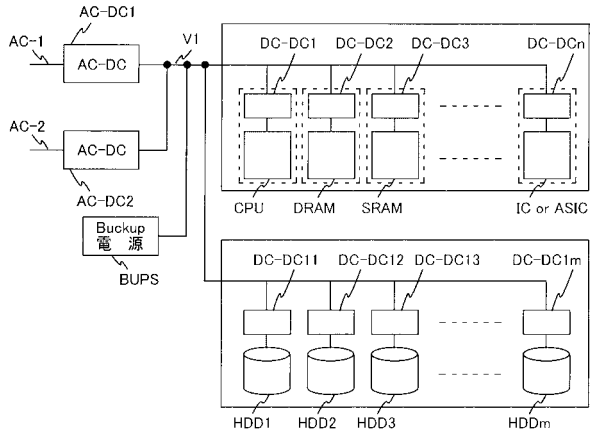 AC-DC1
AC-1
AC-DC
V1
AC-2
AC-DC
AC-DC2
Buckup
電 源
BUPS
DC-DC1
DC-DC2
DC-DC3
DC-DCn
CPU
DRAM
SRAM
IC or ASIC
DC-DC11
DC-DC12
DC-DC13
DC-DC1m
HDD1
HDD2
HDD3
HDDm